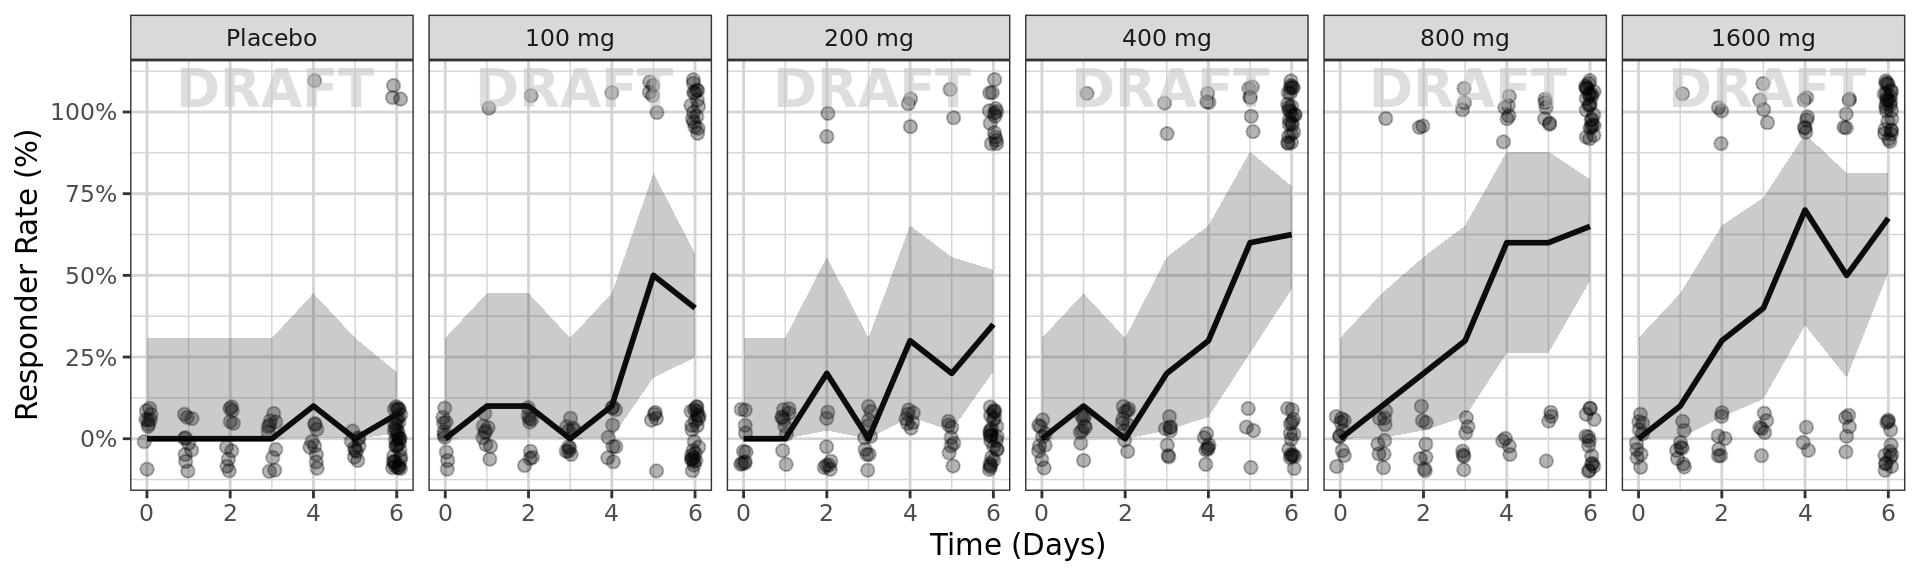 Placebo 100 mg 200 mg 400 mg 800 mg 1600 mg
DRAFT DRAFT DRAFT DRAFT DRAFT DRAFT
100%
75%
50%
25%
0%
Responder Rate (%)
0 2 4 6 0 2 4 6 0 2 4 6 0 2 4 6 0 2 4 6 0 2 4 6
Time (Days)